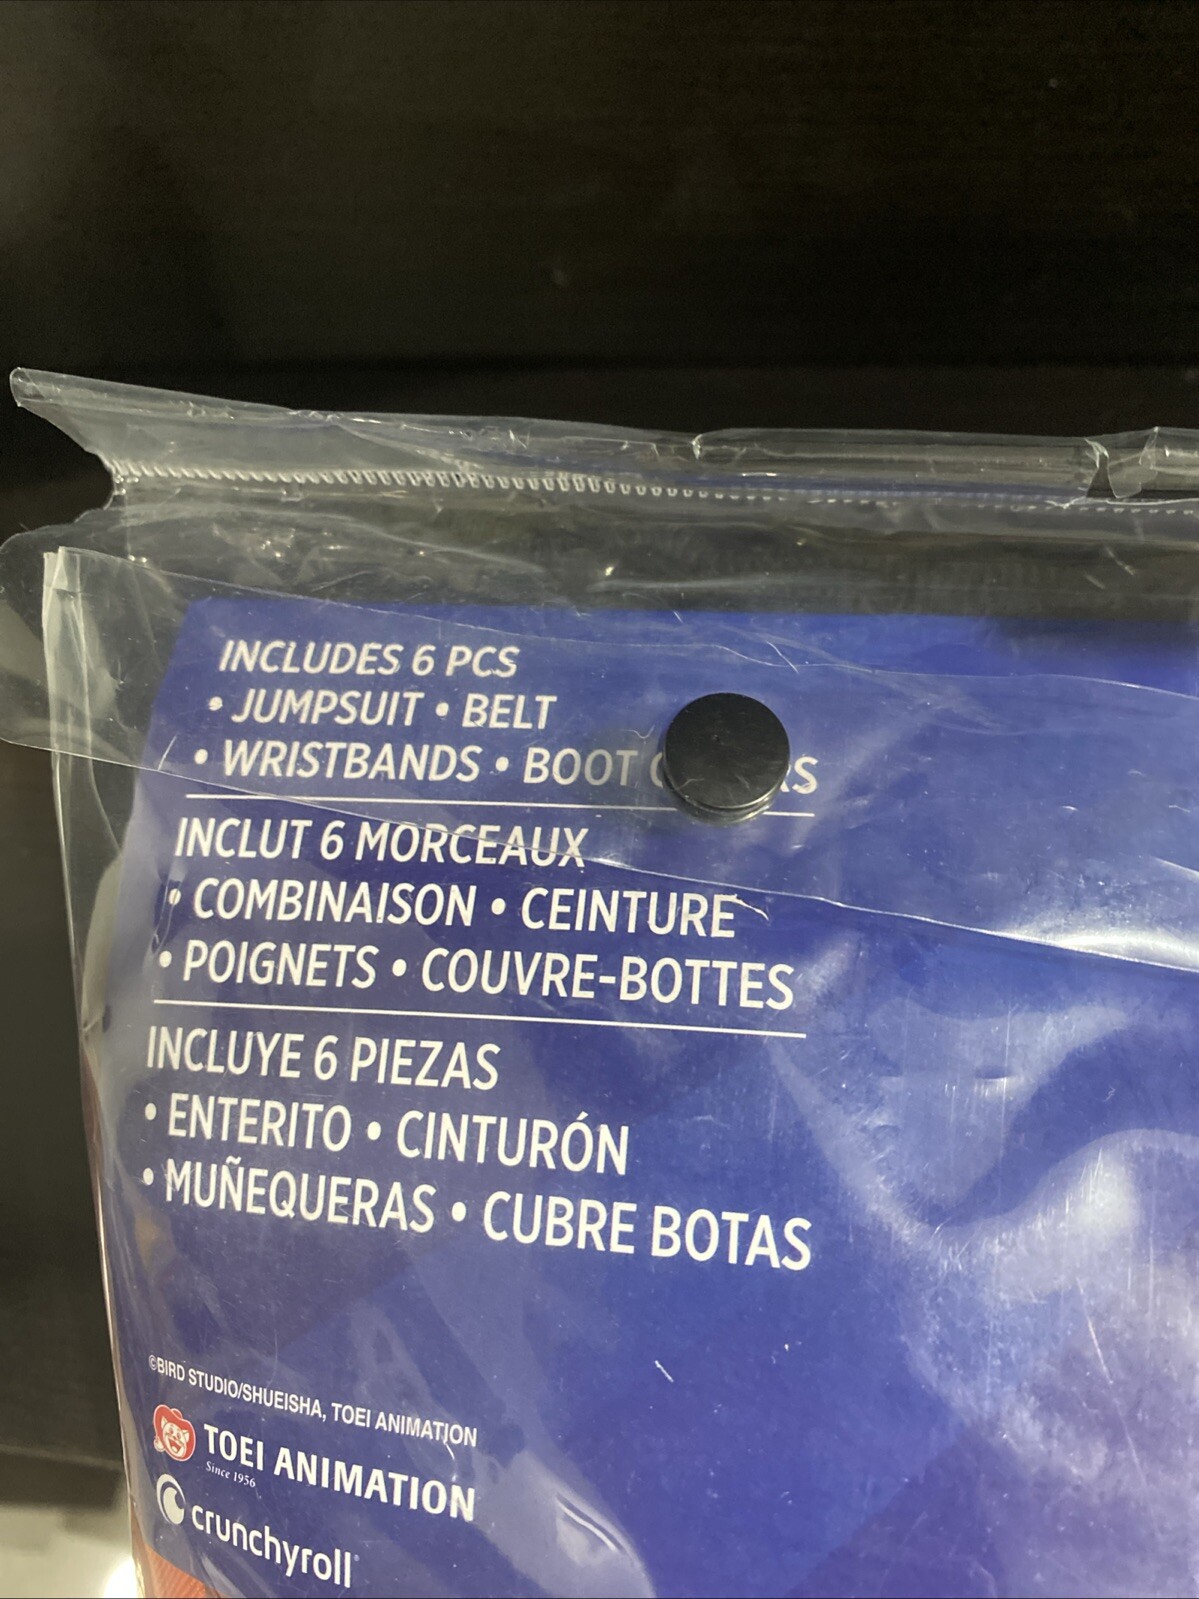 INCLUDES 6 PCS
• JUMPSUIT • BELT
• WRISTBANDS • BOOT
INCLUT 6 MORCEAUX
• COMBINAISON • CEINTURE
• POIGNETS • COUVRE-BOTTES
INCLUYE 6 PIEZAS
• ENTERITO • CINTURÓN
• MUÑEQUERAS • CUBRE BOTAS
©BIRD STUDIO/SHUEISHA, TOEI ANIMATION
TOEI ANIMATION
Since 1956
crunchyroll